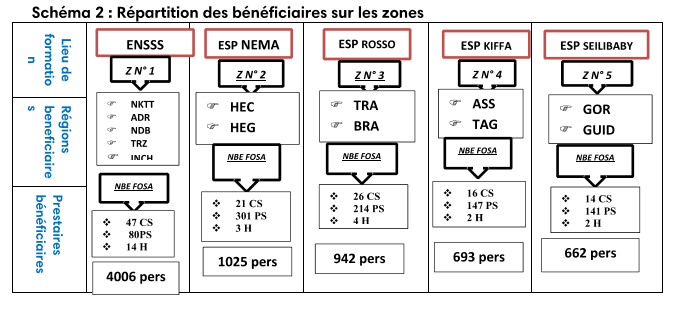 Schéma 2 : Répartition des bénéficiaires sur les zones
Lieu de
formatio
n
ENSSS
ESP NEMA
ESP ROSSO
ESP KIFFA
ESP SEILIBABY
Z N° 1
Z N° 2
Z N° 3
Z N° 4
Z N° 5
Régions
beneficiaire
s
NKTT
ADR
NDB
TRZ
INCH
HEC
HEG
TRA
BRA
ASS
TAG
GOR
GUID
NBE FOSA
NBE FOSA
NBE FOSA
NBE FOSA
NBE FOSA
Prestaires
bénéficiaires
47 CS
80PS
14 H
21 CS
301 PS
3 H
26 CS
214 PS
4 H
16 CS
147 PS
2 H
14 CS
141 PS
2 H
4006 pers
1025 pers
942 pers
693 pers
662 pers